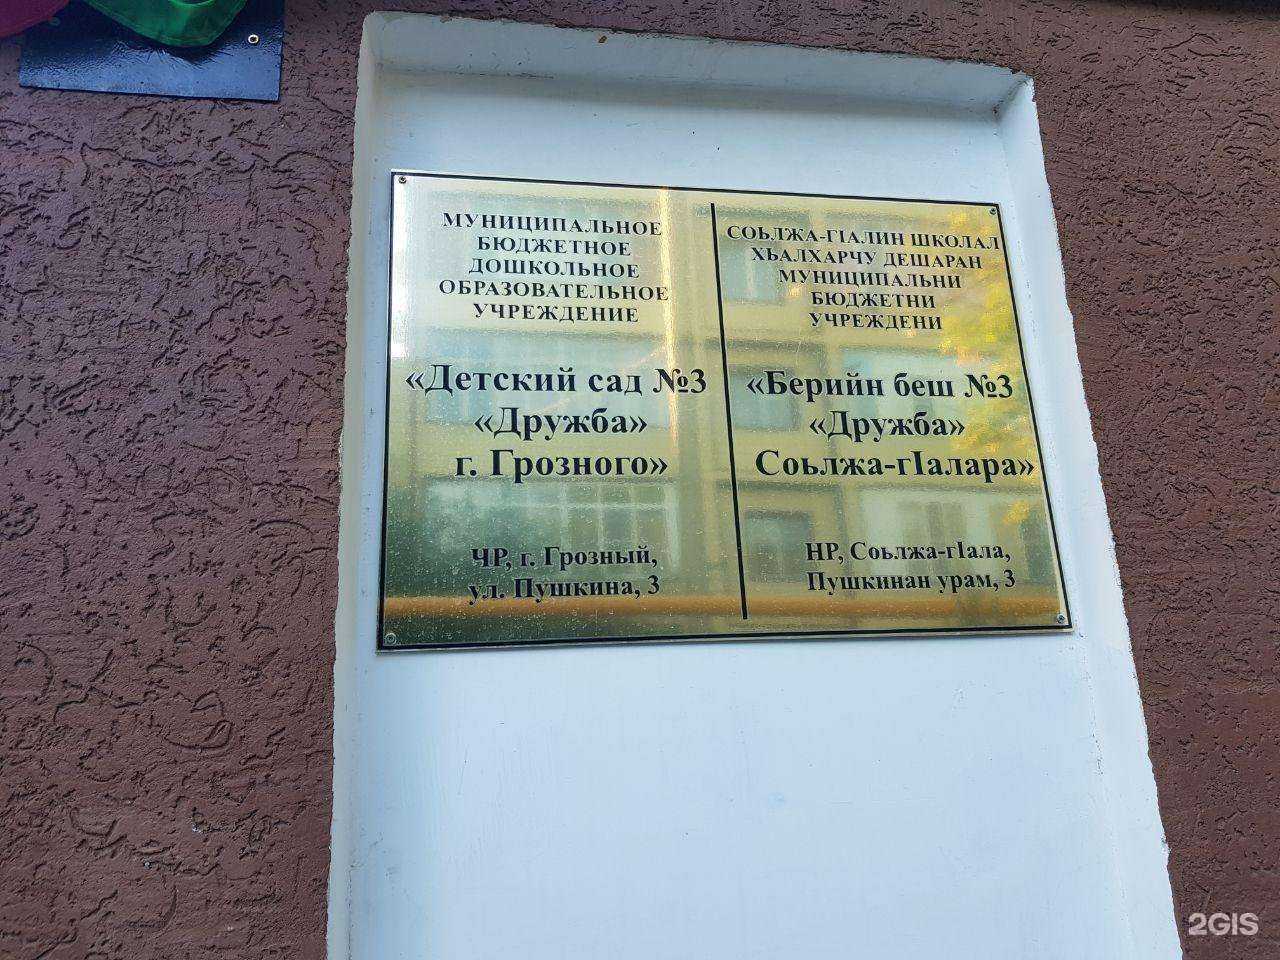 МУНИЦИПАЛЬНОЕ
БЮДЖЕТНОЕ
ДОШКОЛЬНОЕ
ОБРАЗОВАТЕЛЬНОЕ
УЧРЕЖДЕНИЕ
«Детский сад №3
«Дружба»
г. Грозного»
ЧР, г. Грозный,
ул. Пушкина, 3
СОЬЛЖА-ГIАЛИН ШКОЛАЛ
ХЬАЛХАРЧУ ДЕШАРАН
МУНИЦИПАЛЬНИ
БЮДЖЕТНИ
УЧРЕЖДЕНИ
«Берийн беш №3
«Дружба»
Соьлжа-гIалара»
НР, Соьлжа-гIала,
Пушкинан урам, 3
2GIS